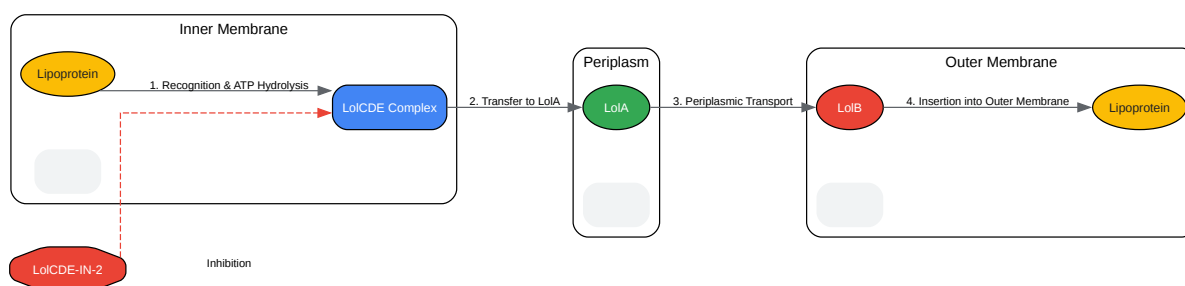 Inner Membrane
Lipoprotein
1. Recognition & ATP Hydrolysis
LolCDE Complex
2. Transfer to LolA
Periplasm
LolA
3. Periplasmic Transport
Outer Membrane
LolB
4. Insertion into Outer Membrane
Lipoprotein
LolCDE-IN-2
Inhibition